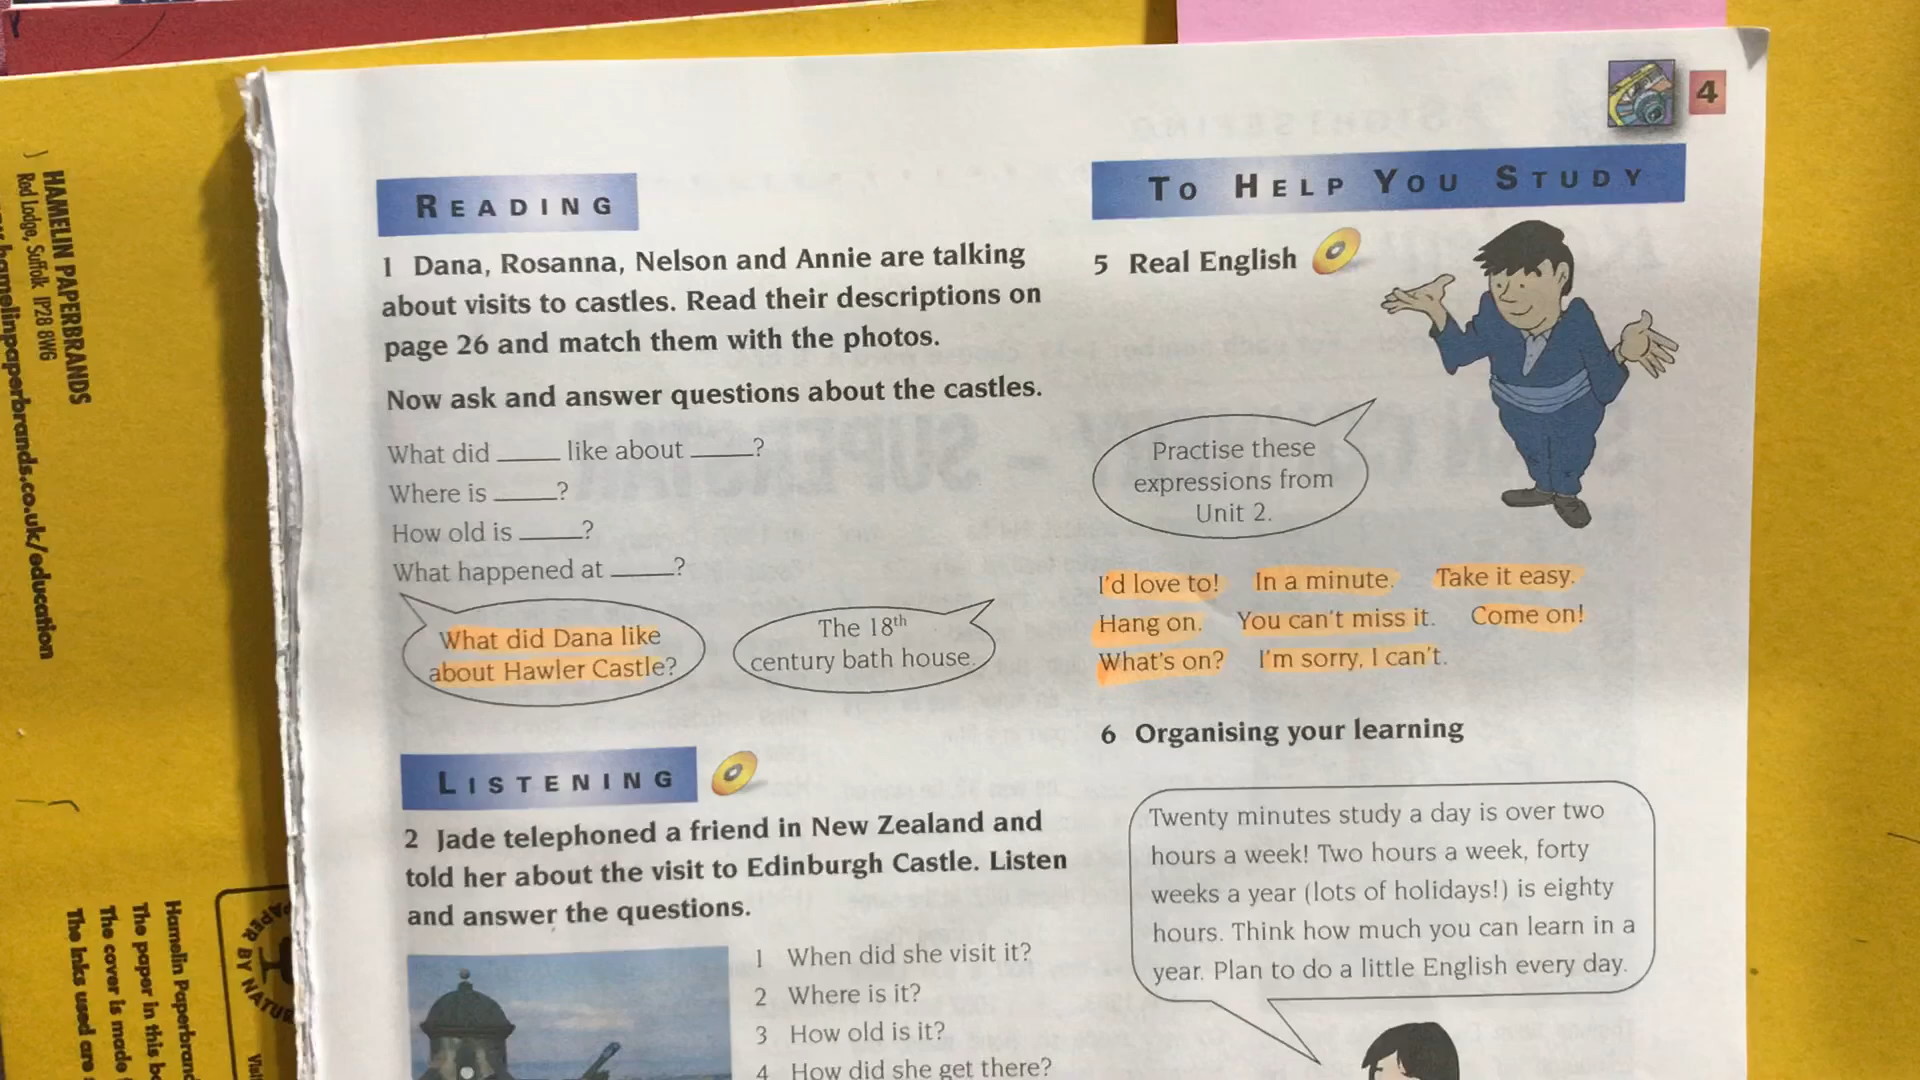 HAMELIN PAPERBRANDS
Red Lodge, Suffolk IP28 8WG
hamelinpaperbrands.co.uk/education
PAPER BY NATURE
Hamelin Paperbrand
The paper in this
The cover is made
The inks used are
4
READING
1 Dana, Rosanna, Nelson and Annie are talking
about visits to castles. Read their descriptions on
page 26 and match them with the photos.
Now ask and answer questions about the castles.
What did _____ like about _____?
Where is _____?
How old is _____?
What happened at _____?
What did Dana like
about Hawler Castle?
The 18th
century bath house.
LISTENING
2 Jade telephoned a friend in New Zealand and
told her about the visit to Edinburgh Castle. Listen
and answer the questions.
1 When did she visit it?
2 Where is it?
3 How old is it?
4 How did she get there?
TO HELP YOU STUDY
5 Real English
Practise these
expressions from
Unit 2.
I'd love to! In a minute. Take it easy.
Hang on. You can't miss it. Come on!
What's on? I'm sorry, I can't.
6 Organising your learning
Twenty minutes study a day is over two
hours a week! Two hours a week, forty
weeks a year (lots of holidays!) is eighty
hours. Think how much you can learn in a
year. Plan to do a little English every day.